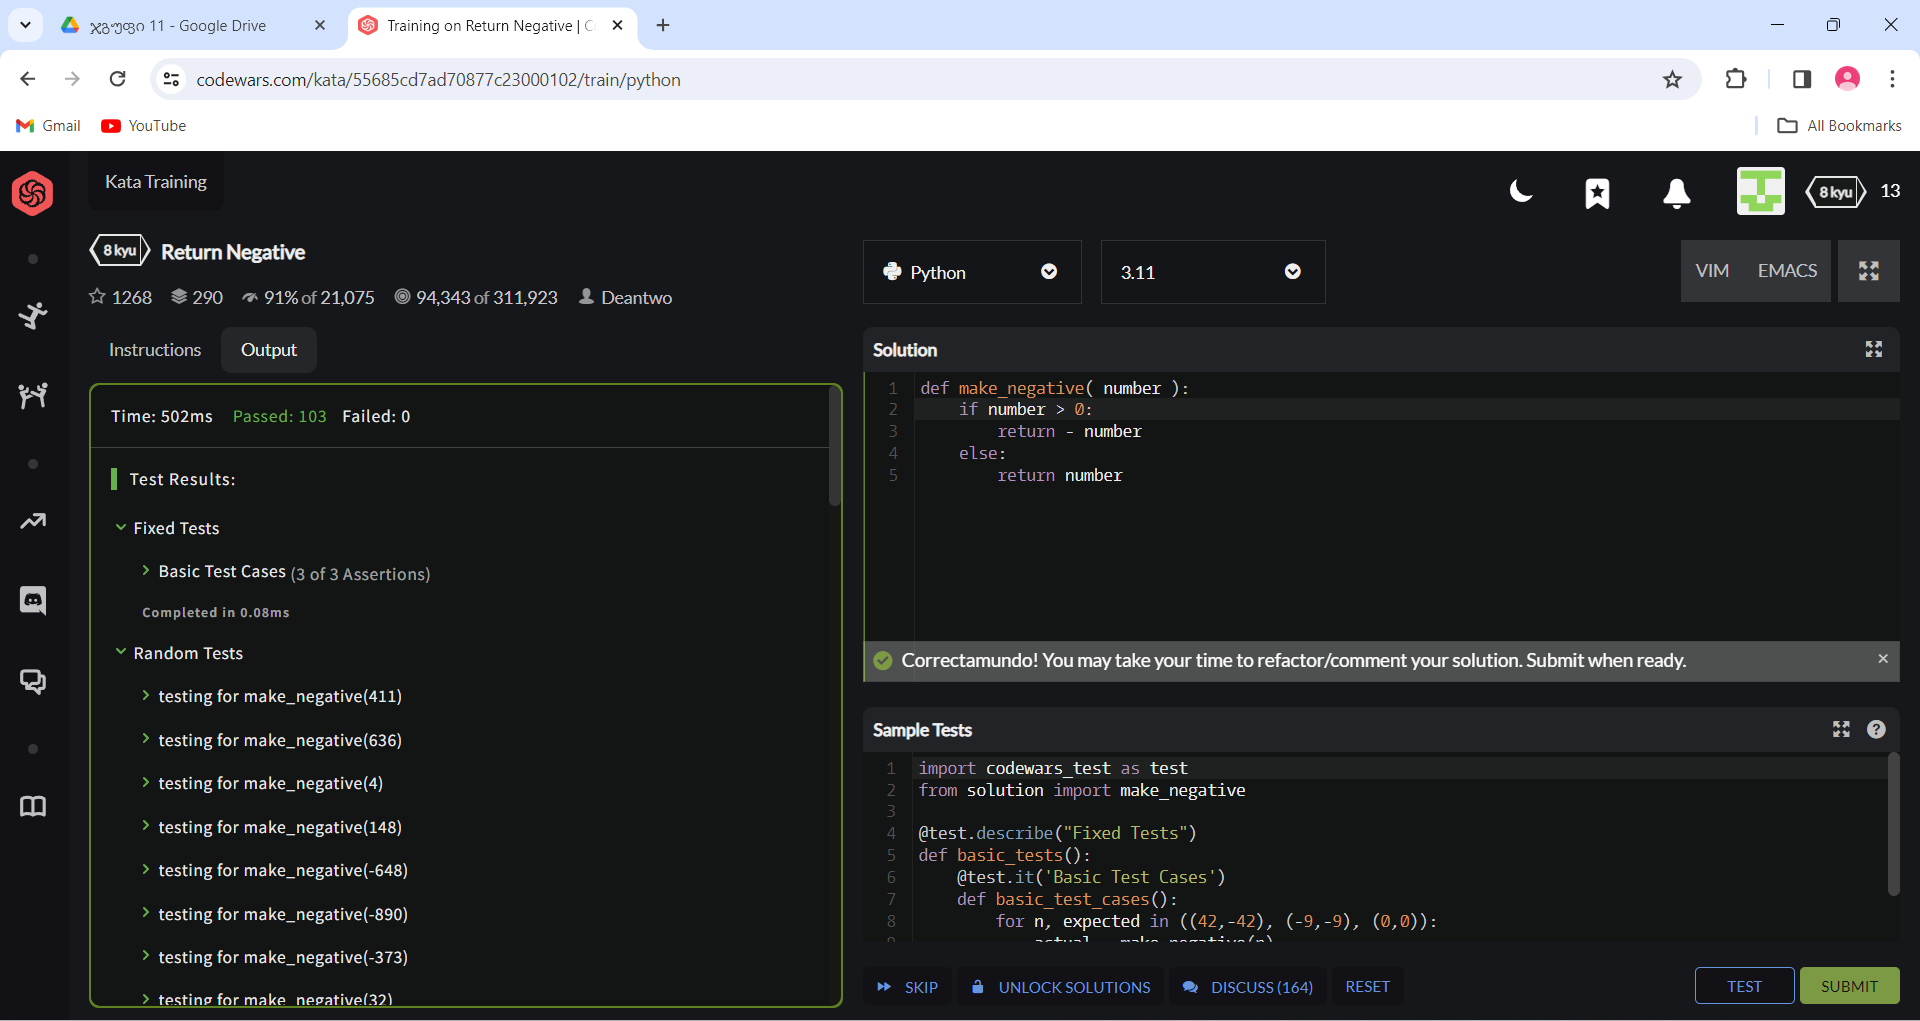 ჯგუფი 11 - Google Drive
Training on Return Negative | C
codewars.com/kata/55685cd7ad70877c23000102/train/python
Gmail
YouTube
All Bookmarks
Kata Training
8 kyu
13
8 kyu
Return Negative
1268
290
91% of 21,075
94,343 of 311,923
Deantwo
Instructions
Output
Time: 502ms Passed: 103 Failed: 0
Test Results:
Fixed Tests
Basic Test Cases (3 of 3 Assertions)
Completed in 0.08ms
Random Tests
testing for make_negative(411)
testing for make_negative(636)
testing for make_negative(4)
testing for make_negative(148)
testing for make_negative(-648)
testing for make_negative(-890)
testing for make_negative(-373)
testing for make_negative(32)
Python
3.11
VIM
EMACS
Solution
1 def make_negative( number ):
2 if number > 0:
3 return - number
4 else:
5 return number
Correctamundo! You may take your time to refactor/comment your solution. Submit when ready.
Sample Tests
1 import codewars_test as test
2 from solution import make_negative
3
4 @test.describe("Fixed Tests")
5 def basic_tests():
6 @test.it('Basic Test Cases')
7 def basic_test_cases():
8 for n, expected in ((42,-42), (-9,-9), (0,0)):
9 actual = make_negative(n)
SKIP
UNLOCK SOLUTIONS
DISCUSS (164)
RESET
TEST
SUBMIT